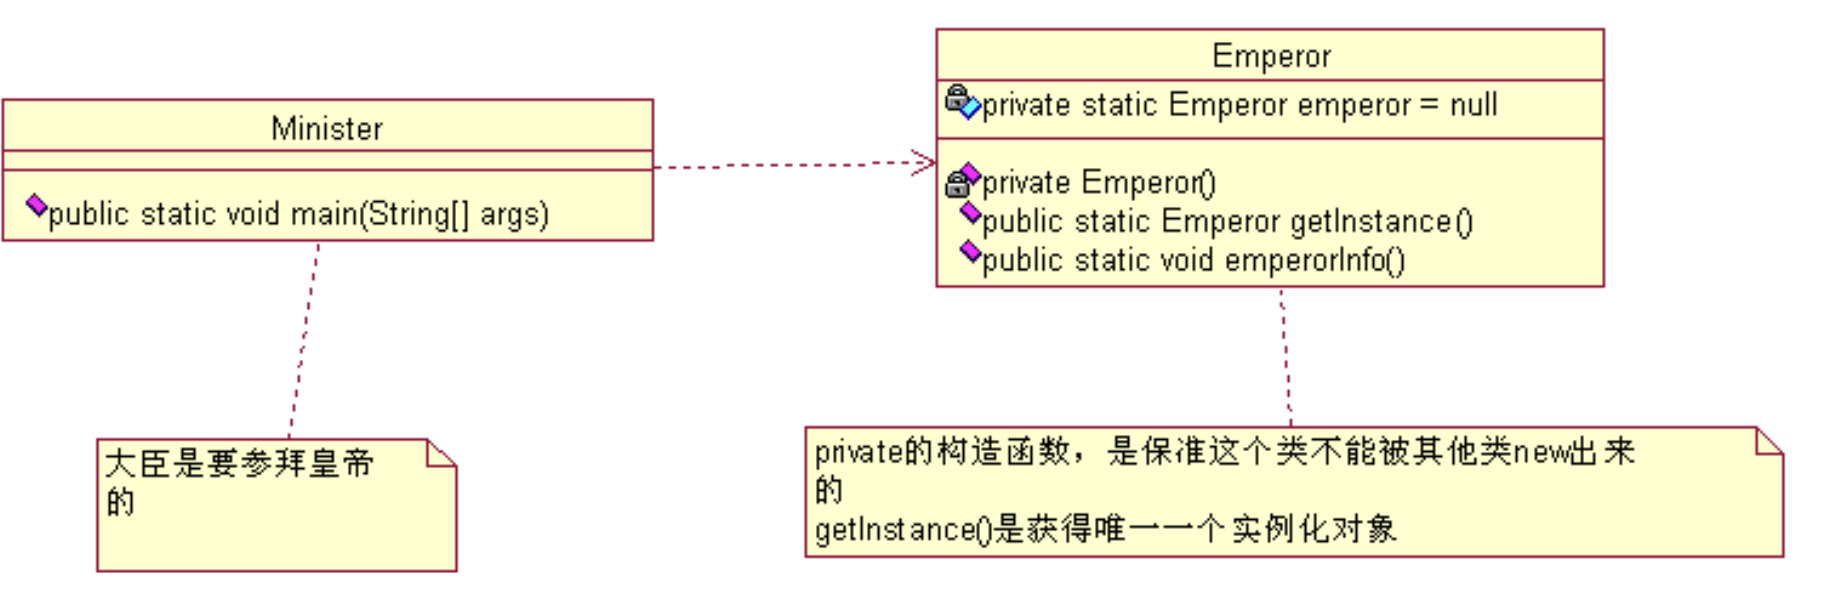 Minister
public static void main(String[] args)
Emperor
private static Emperor emperor = null
private Emperor()
public static Emperor getInstance()
public static void emperorInfo()
大臣是要参拜皇帝
的
private的构造函数，是保准这个类不能被其他类new出来
的
getInstance()是获得唯一一个实例化对象